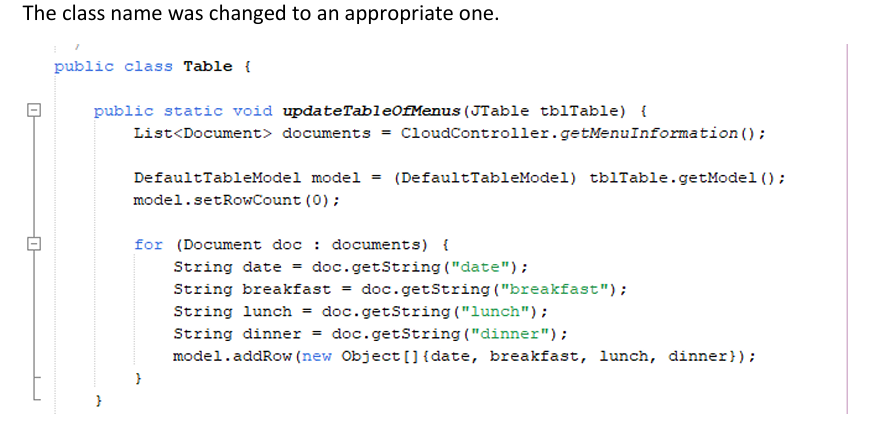 The class name was changed to an appropriate one.
public class Table {
public static void updateTableOfMenus(JTable tblTable) {
List<Document> documents = CloudController.getMenuInformation();
DefaultTableModel model = (DefaultTableModel) tblTable.getModel();
model.setRowCount(0);
for (Document doc : documents) {
String date = doc.getString("date");
String breakfast = doc.getString("breakfast");
String lunch = doc.getString("lunch");
String dinner = doc.getString("dinner");
model.addRow(new Object[]{date, breakfast, lunch, dinner});
}
}